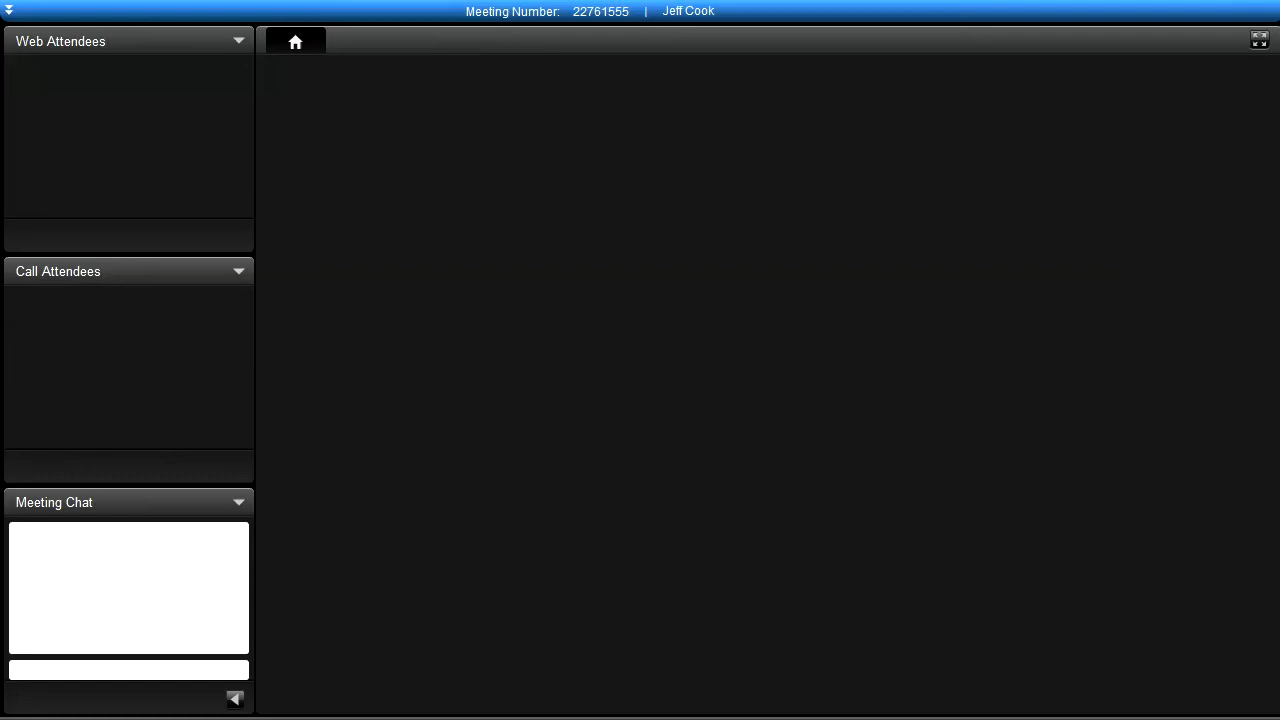 Meeting Number: 22761555 | Jeff Cook
Web Attendees
Call Attendees
Meeting Chat